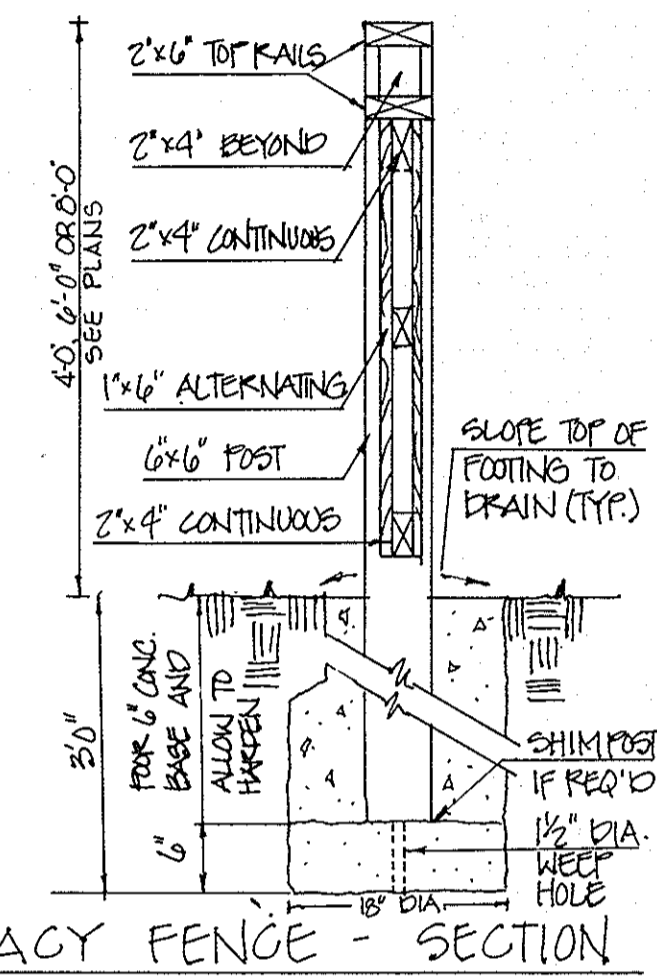 2"x6" TOP RAILS
2"x4" BEYOND
2"x4" CONTINUOUS
4'-0", 6'-0" OR 8'-0"
SEE PLANS
1"x6" ALTERNATING
6"x6" POST
2"x4" CONTINUOUS
SLOPE TOP OF
FOOTING TO
DRAIN (TYP.)
3'0"
POUR 6" CONC.
BASE AND
ALLOW TO
HARDEN
6"
SHIM POST
IF REQ'D
1½" DIA.
WEEP
HOLE
18" DIA
ACY FENCE - SECTION